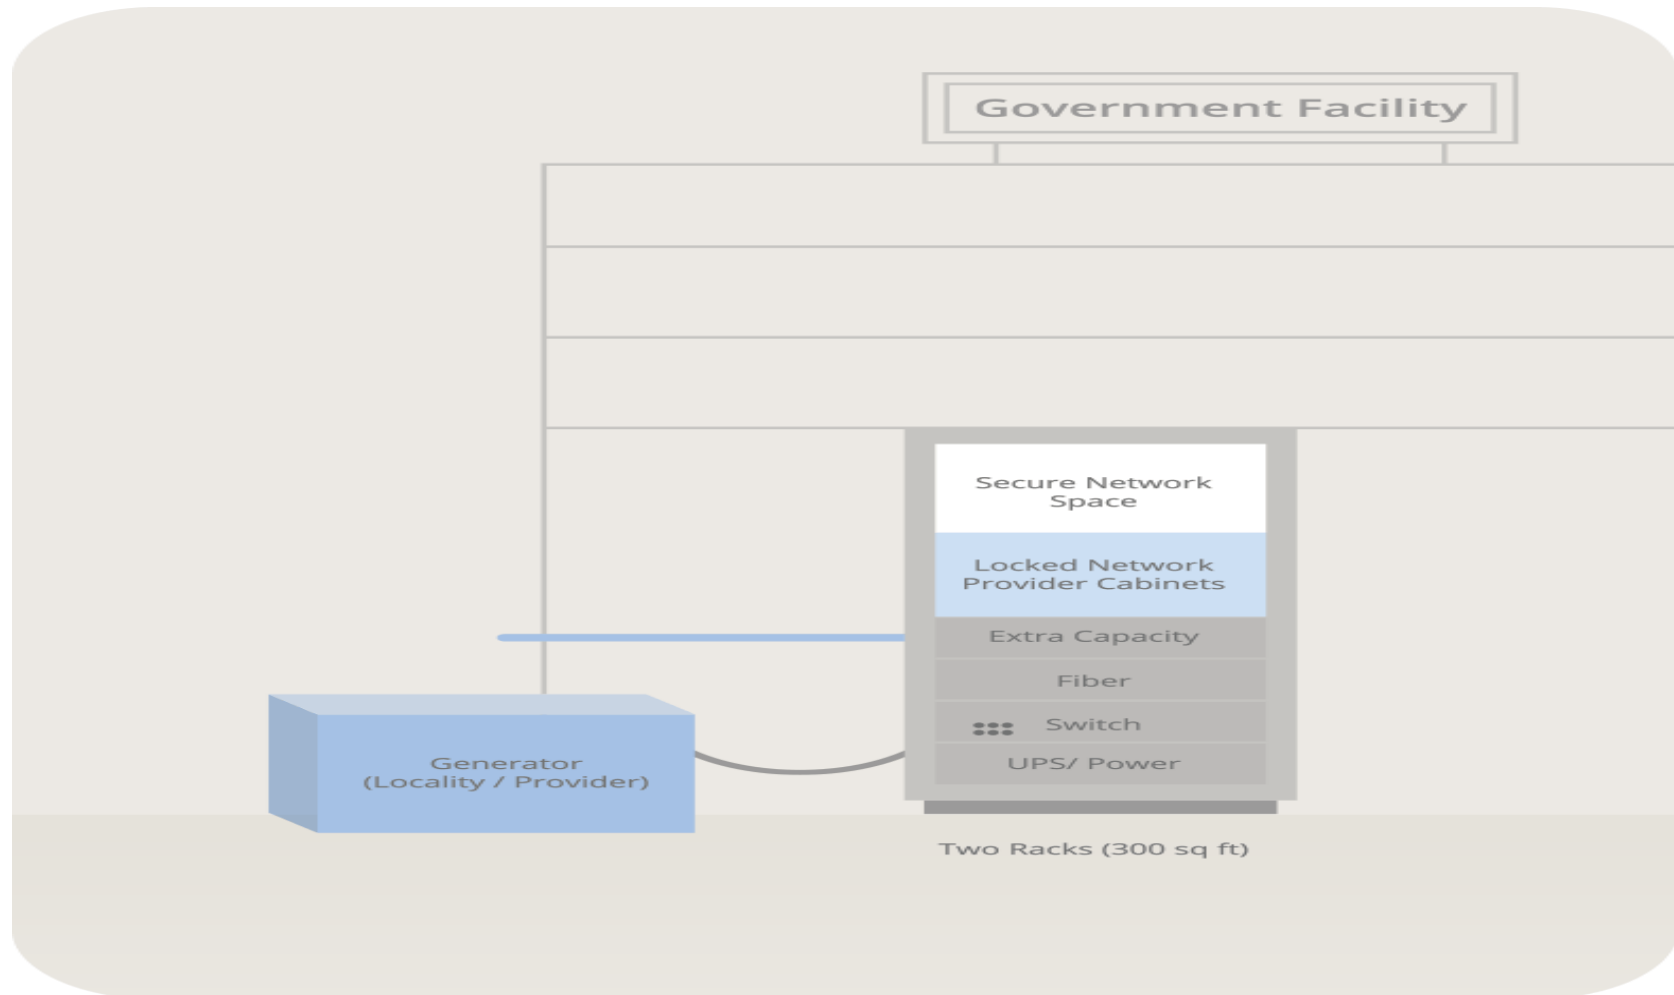 Government Facility
Secure Network
Space
Locked Network
Provider Cabinets
Extra Capacity
Fiber
Switch
UPS/ Power
Generator
(Locality / Provider)
Two Racks (300 sq ft)